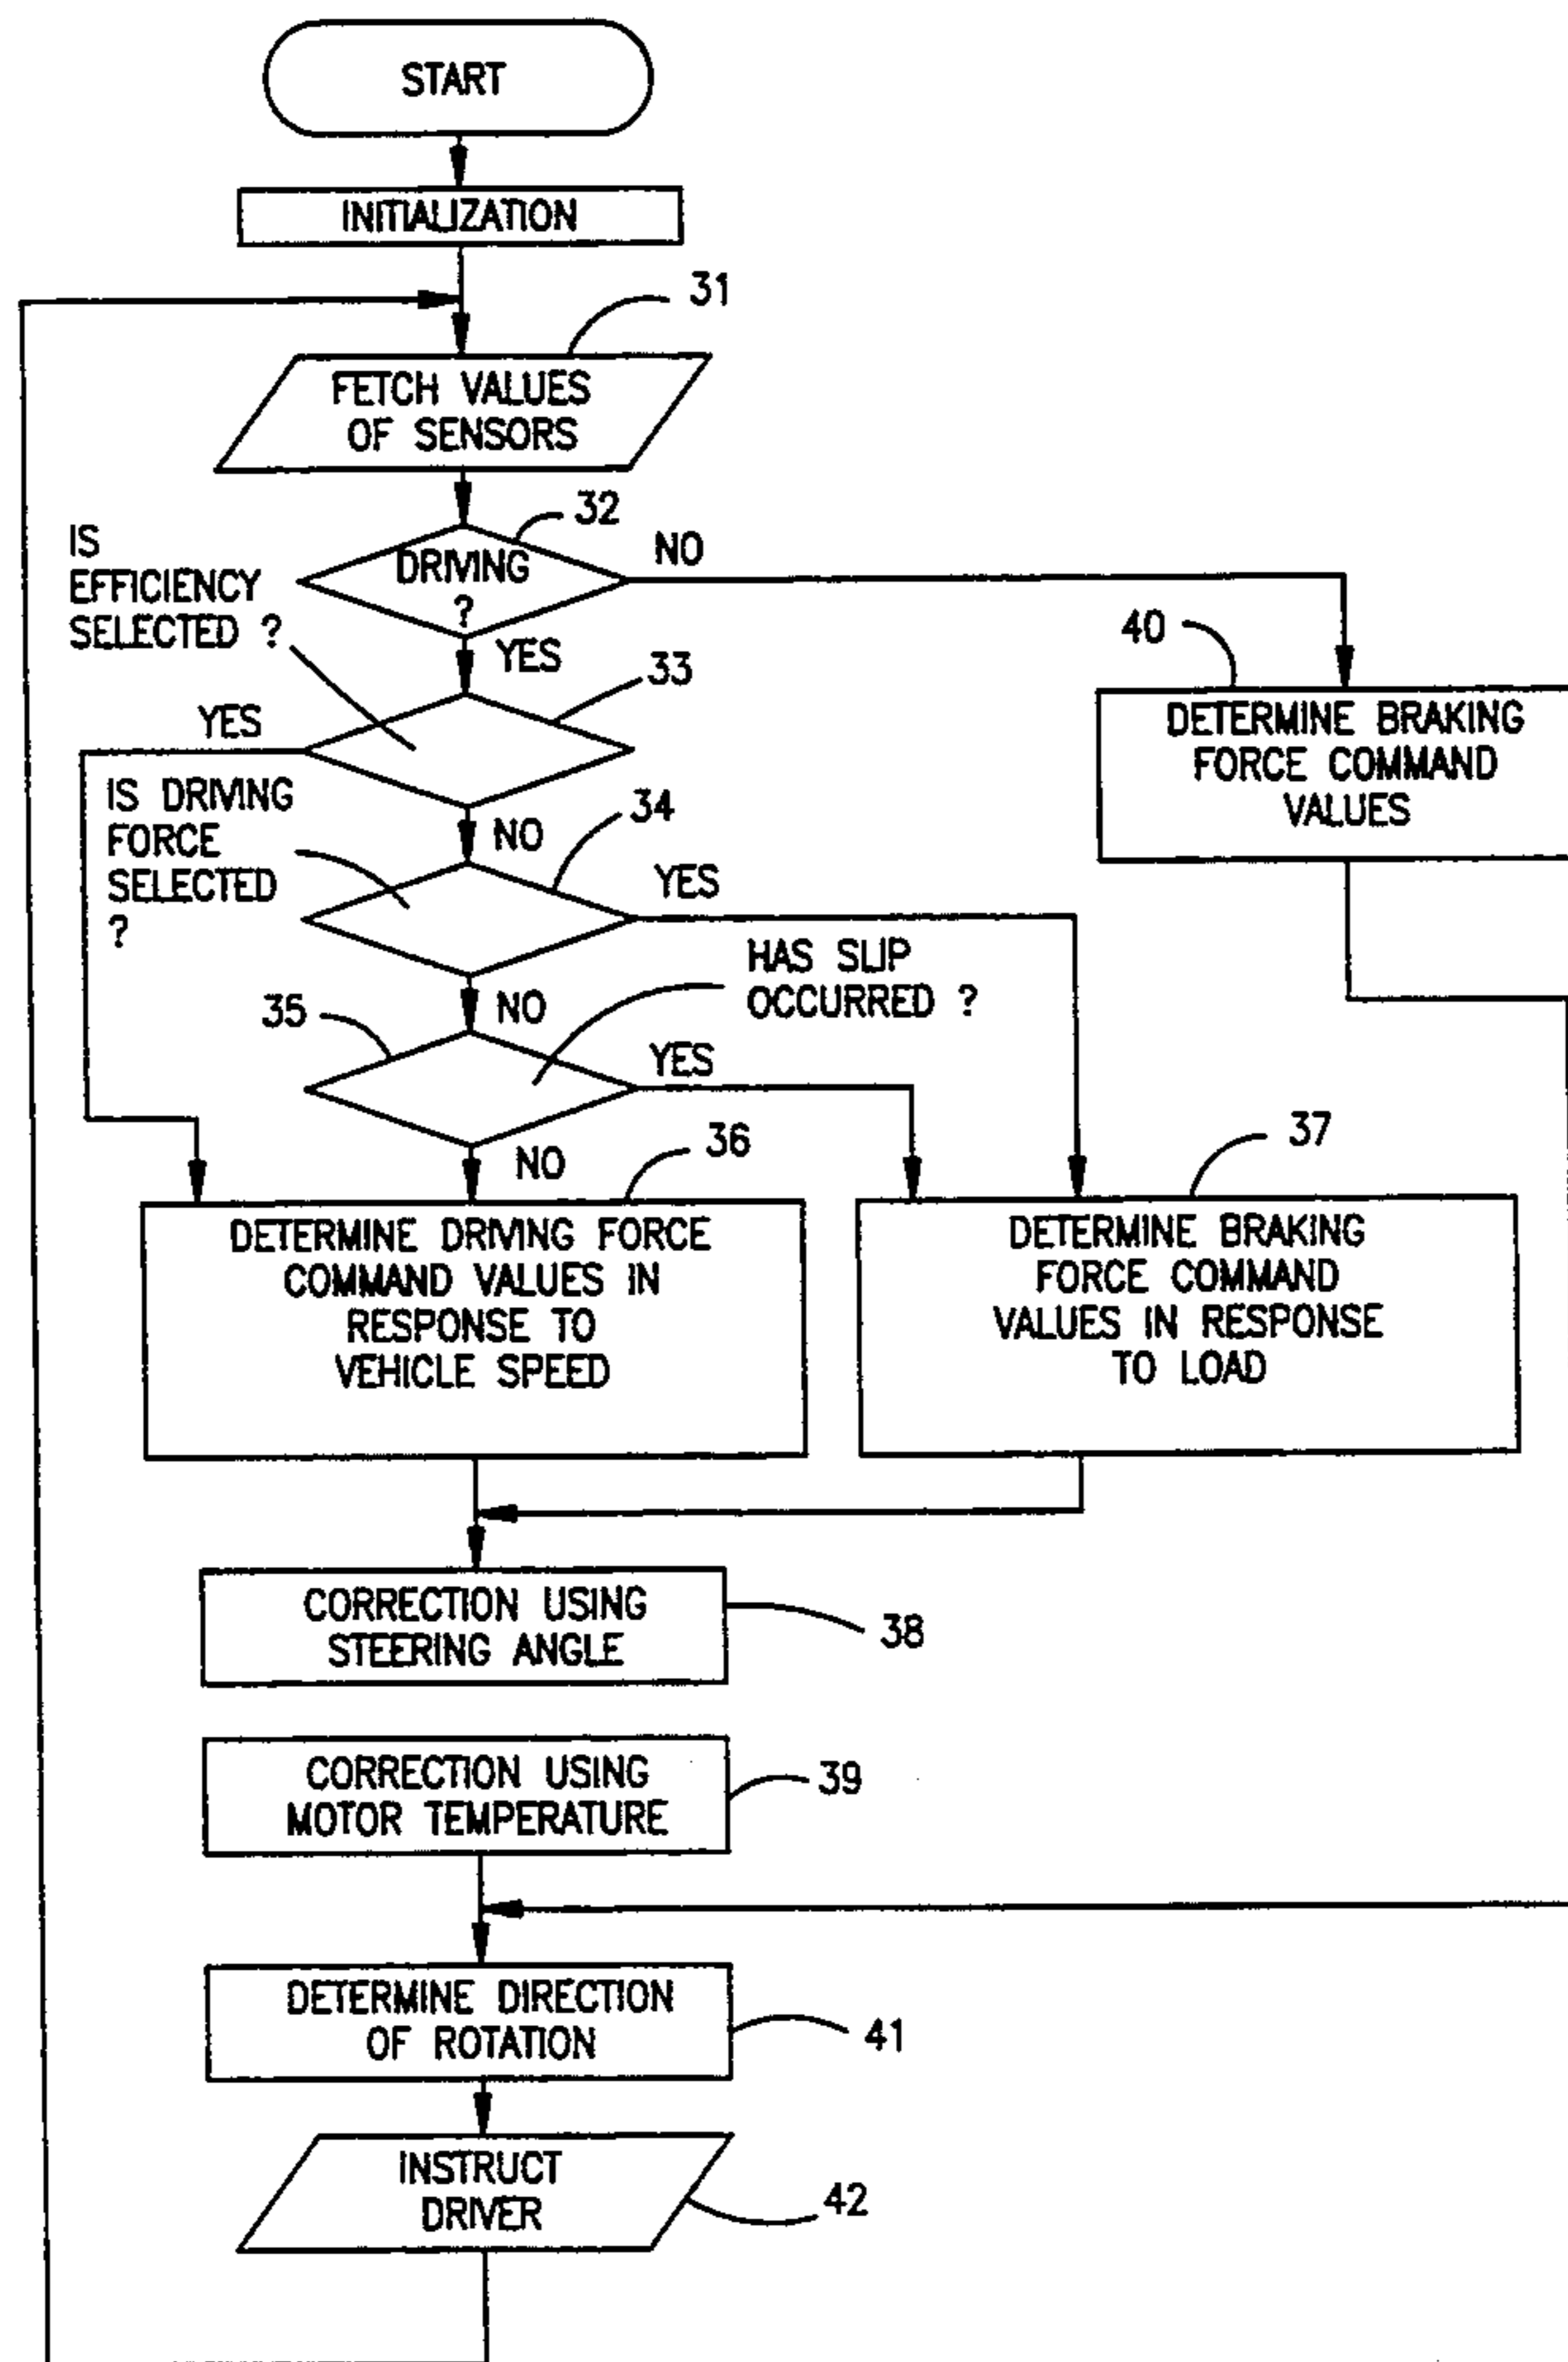 START
INITIALIZATION
31
FETCH VALUES
OF SENSORS
32
DRIVING
?
NO
IS
EFFICIENCY
SELECTED ?
YES
33
YES
40
DETERMINE BRAKING
FORCE COMMAND
VALUES
IS DRIVING
FORCE
SELECTED
?
NO
34
YES
HAS SLIP
OCCURRED ?
NO
35
YES
NO
36
37
DETERMINE DRIVING FORCE
COMMAND VALUES IN
RESPONSE TO
VEHICLE SPEED
DETERMINE BRAKING
FORCE COMMAND
VALUES IN RESPONSE
TO LOAD
CORRECTION USING
STEERING ANGLE
38
CORRECTION USING
MOTOR TEMPERATURE
39
DETERMINE DIRECTION
OF ROTATION
41
INSTRUCT
DRIVER
42